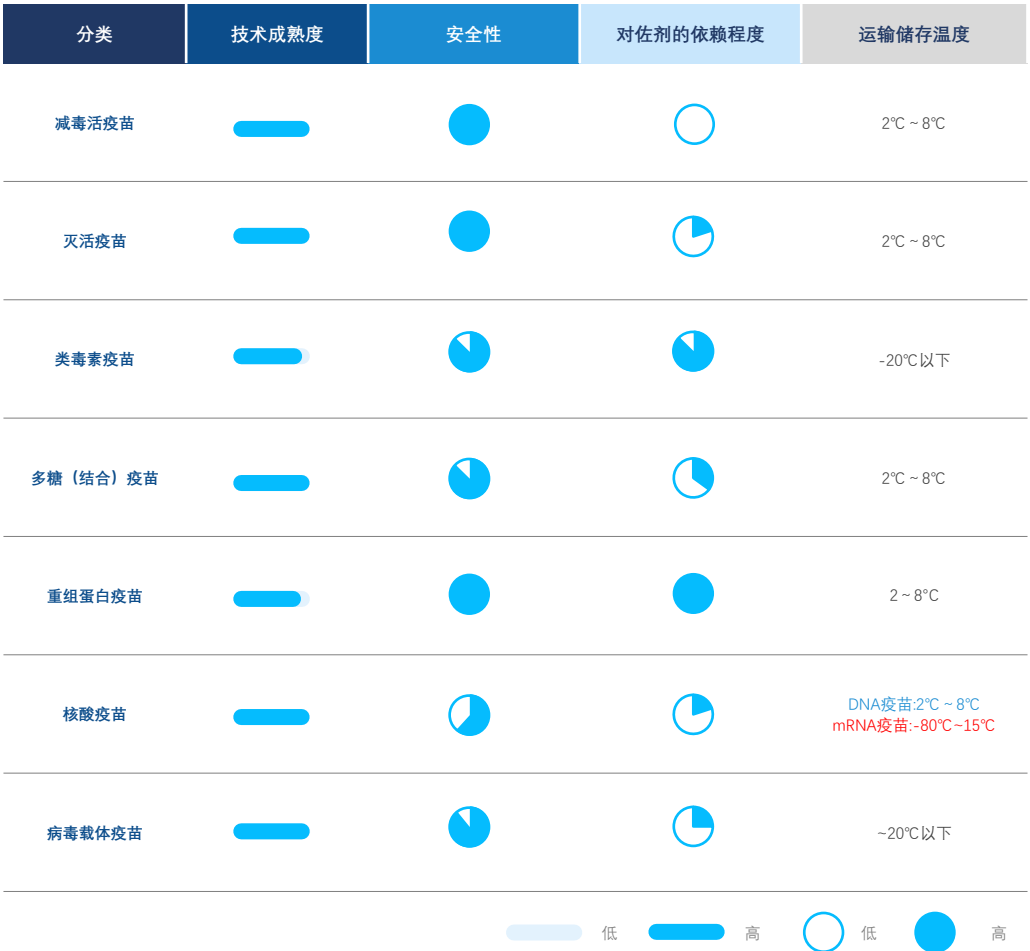 分类 技术成熟度 安全性 对佐剂的依赖程度 运输储存温度
减毒活疫苗 2℃ ~ 8℃
灭活疫苗 2℃ ~ 8℃
类毒素疫苗 -20℃以下
多糖（结合）疫苗 2℃ ~ 8℃
重组蛋白疫苗 2 ~ 8°C
DNA疫苗:2℃ ~ 8℃
核酸疫苗
mRNA疫苗:-80℃~15℃
病毒载体疫苗 ~20℃以下
低 高 低 高